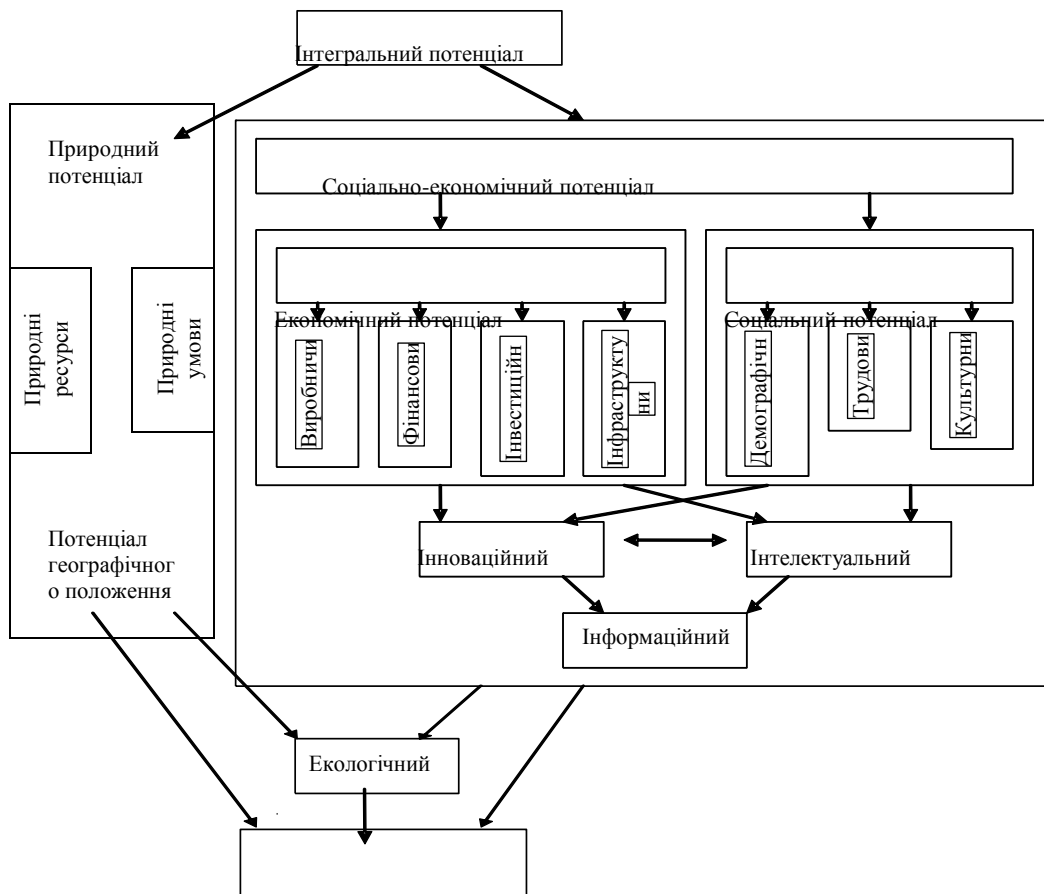 Інтегральний потенціал
Природний
потенціал
Соціально-економічний потенціал
Природні
ресурси
Природні
умови
Економічний потенціал
Соціальний потенціал
Виробничи
Фінансови
Інвестиційн
Інфраструкту
ни
Демографічн
Трудови
Культурни
Потенціал
географічног
о положення
Інноваційний
Інтелектуальний
Інформаційний
Екологічний